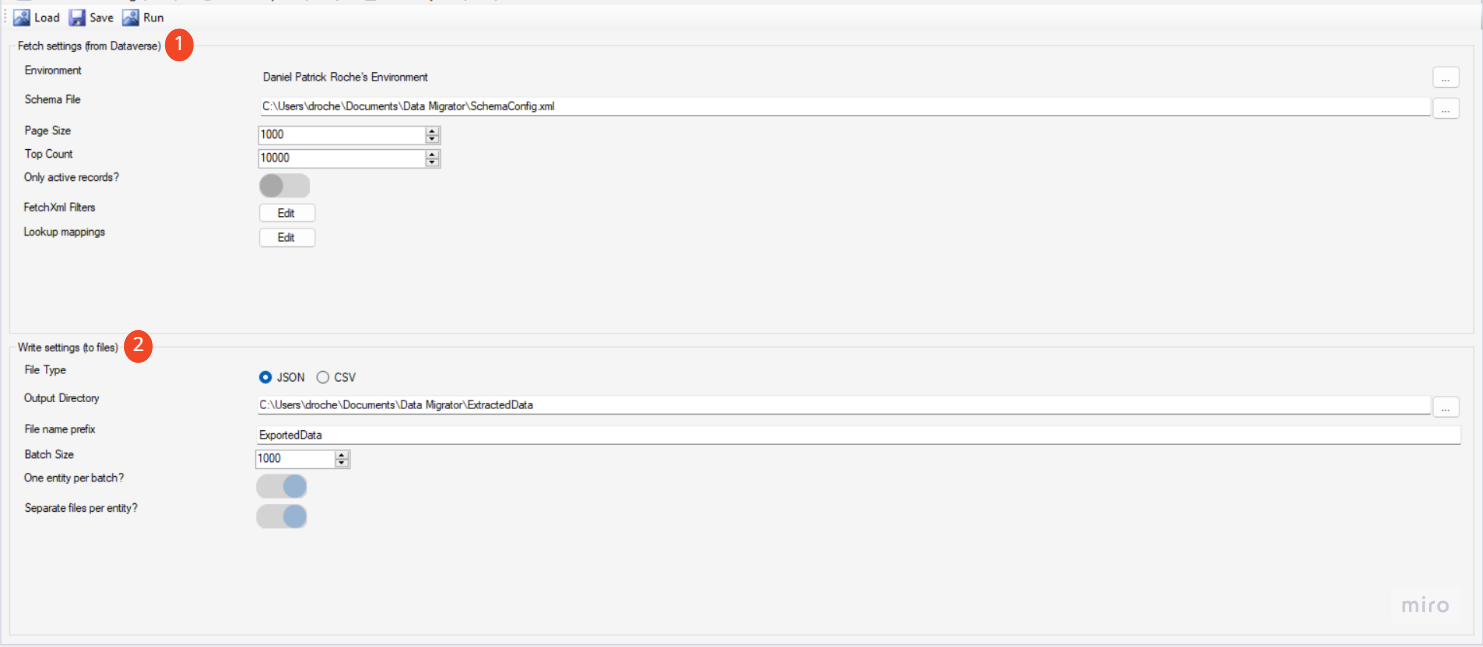 Load Save Run
Fetch settings (from Dataverse) 1
Environment Daniel Patrick Roche's Environment ...
Schema File C:\Users\droche\Documents\Data Migrator\SchemaConfig.xml ...
Page Size 1000
Top Count 10000
Only active records?
FetchXml Filters Edit
Lookup mappings Edit
Write settings (to files) 2
File Type JSON CSV
Output Directory C:\Users\droche\Documents\Data Migrator\ExtractedData ...
File name prefix ExportedData
Batch Size 1000
One entity per batch?
Separate files per entity?
miro